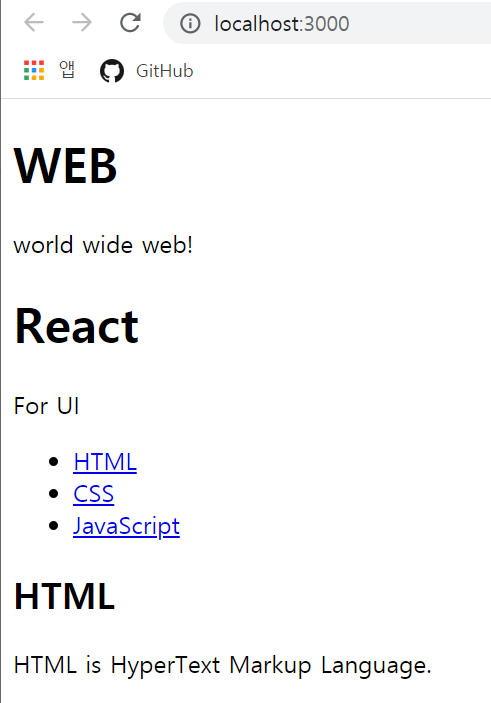 localhost:3000
앱
GitHub
WEB
world wide web!
React
For UI
HTML
CSS
JavaScript
HTML
HTML is HyperText Markup Language.